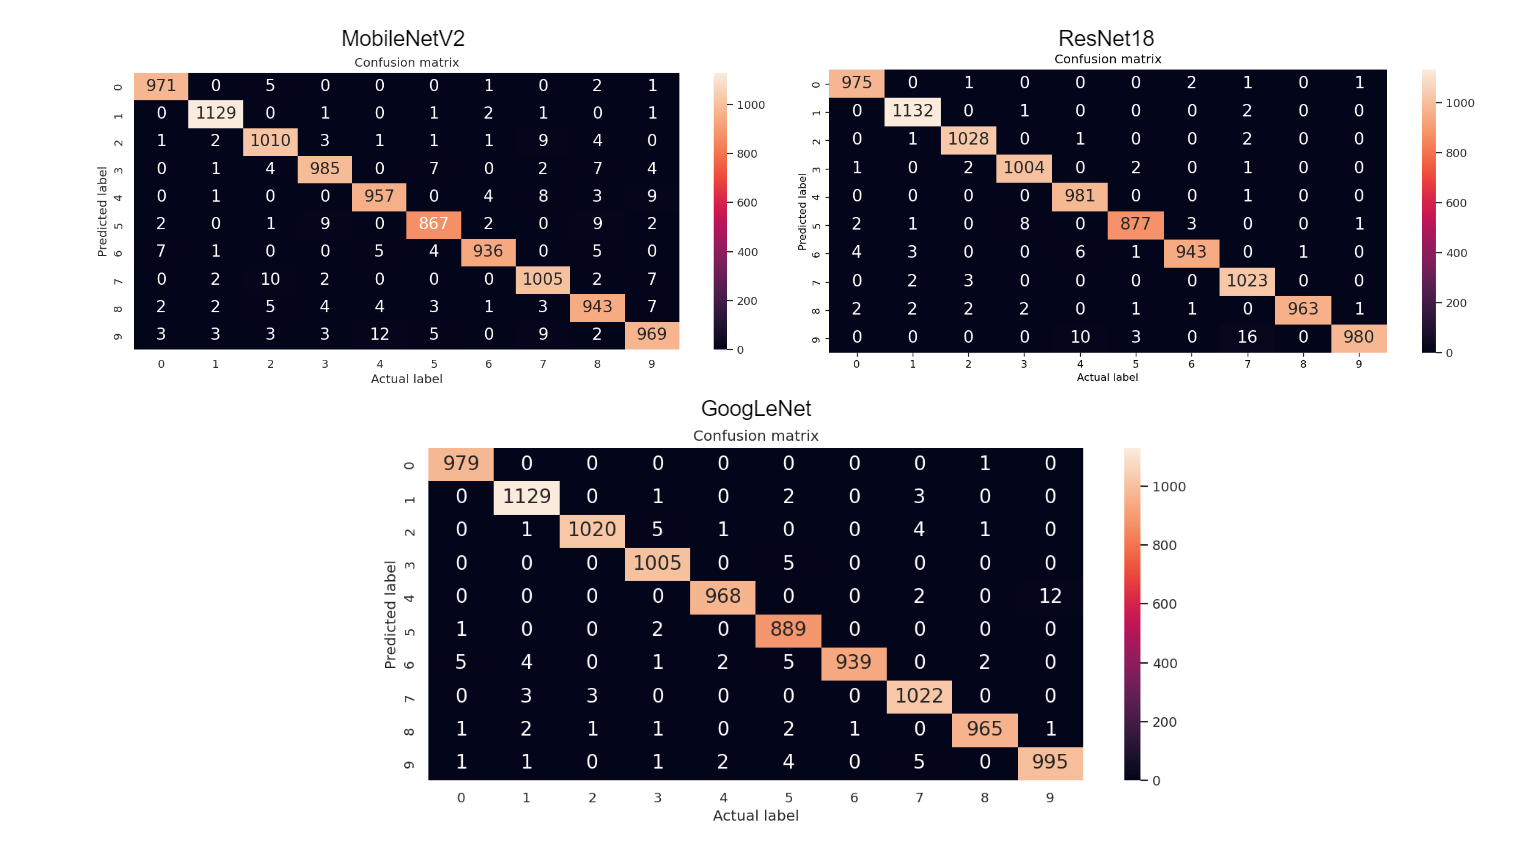 MobileNetV2
Confusion matrix
0 971 0 5 0 0 0 1 0 2 1
1 0 1129 0 1 0 1 2 1 0 1
2 1 2 1010 3 1 1 1 9 4 0
3 0 1 4 985 0 7 0 2 7 4
4 0 1 0 0 957 0 4 8 3 9
5 2 0 1 9 0 867 2 0 9 2
6 7 1 0 0 5 4 936 0 5 0
7 0 2 10 2 0 0 0 1005 2 7
8 2 2 5 4 4 3 1 3 943 7
9 3 3 3 3 12 5 0 9 2 969
0 1 2 3 4 5 6 7 8 9
Predicted label
Actual label
1000
800
600
400
200
0
ResNet18
Confusion matrix
0 975 0 1 0 0 0 2 1 0 1
1 0 1132 0 1 0 0 0 2 0 0
2 0 1 1028 0 1 0 0 2 0 0
3 1 0 2 1004 0 2 0 1 0 0
4 0 0 0 0 981 0 0 1 0 0
5 2 1 0 8 0 877 3 0 0 1
6 4 3 0 0 6 1 943 0 1 0
7 0 2 3 0 0 0 0 1023 0 0
8 2 2 2 2 0 1 1 0 963 1
9 0 0 0 0 10 3 0 16 0 980
0 1 2 3 4 5 6 7 8 9
Predicted label
Actual label
1000
800
600
400
200
0
GoogLeNet
Confusion matrix
0 979 0 0 0 0 0 0 0 1 0
1 0 1129 0 1 0 2 0 3 0 0
2 0 1 1020 5 1 0 0 4 1 0
3 0 0 0 1005 0 5 0 0 0 0
4 0 0 0 0 968 0 0 2 0 12
5 1 0 0 2 0 889 0 0 0 0
6 5 4 0 1 2 5 939 0 2 0
7 0 3 3 0 0 0 0 1022 0 0
8 1 2 1 1 0 2 1 0 965 1
9 1 1 0 1 2 4 0 5 0 995
0 1 2 3 4 5 6 7 8 9
Predicted label
Actual label
1000
800
600
400
200
0